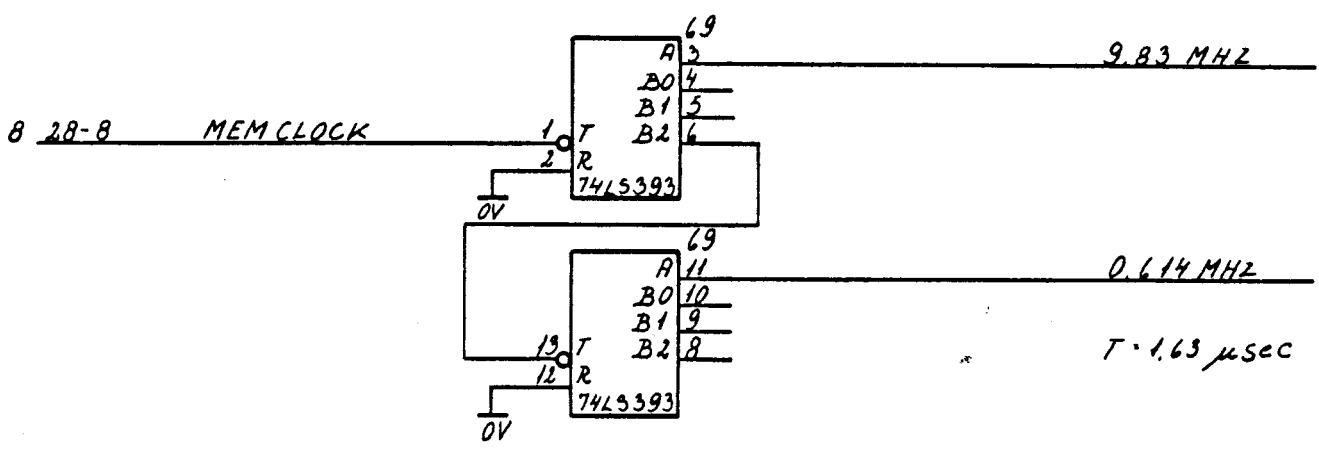 69
A 3 9.83 MHZ
B0 4
B1 5
8 28-8 MEM CLOCK 1 T B2 6
2 R
74LS393
0V
69
A 11 0.614 MHZ
B0 10
B1 9
13 T B2 8 T = 1,63 μsec
12 R
74LS393
0V